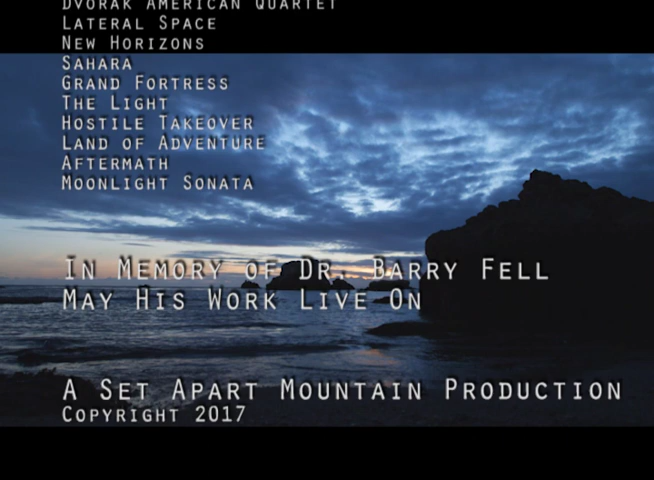 Dvorak American Quartet
Lateral Space
New Horizons
Sahara
Grand Fortress
The Light
Hostile Takeover
Land of Adventure
Aftermath
Moonlight Sonata
In Memory of Dr. Barry Fell
May His Work Live On
A Set Apart Mountain Production
Copyright 2017